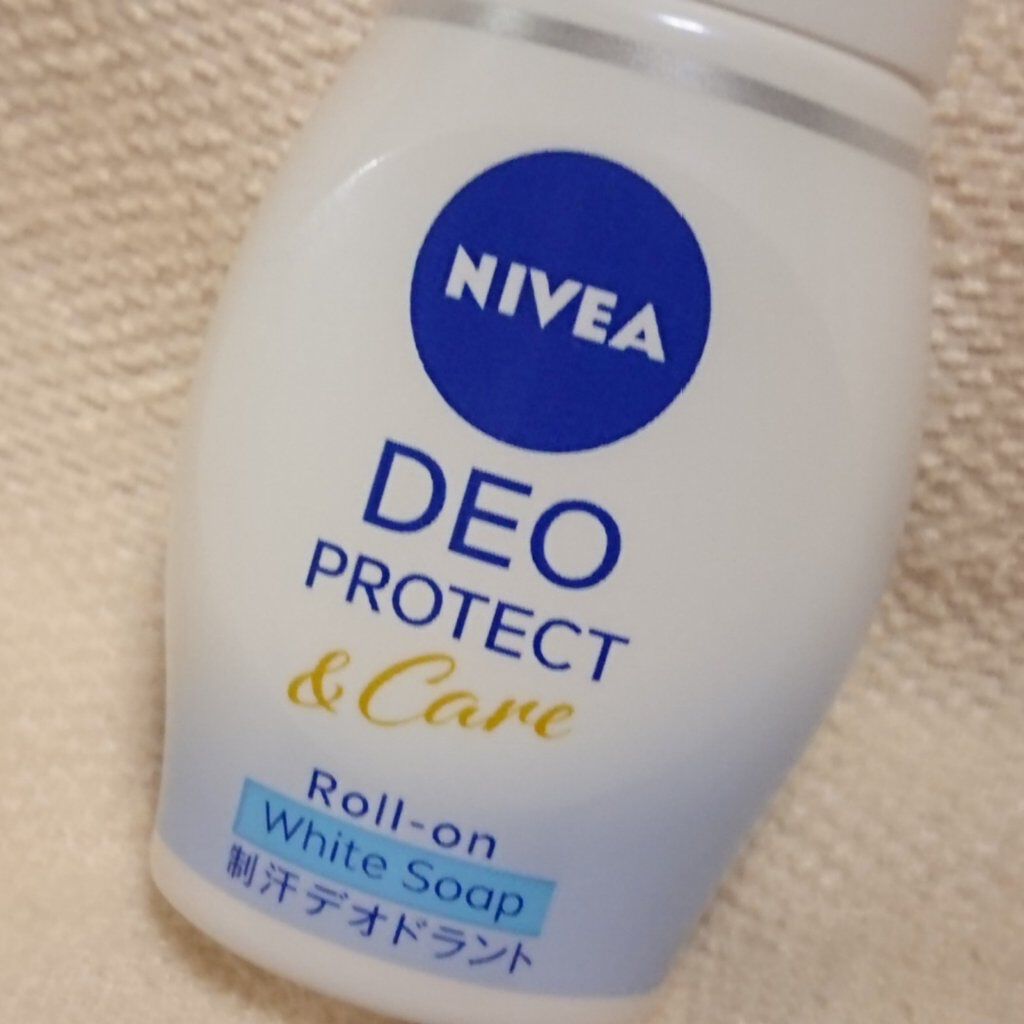 NIVEA
DEO
PROTECT
& Care
Roll-on
White Soap
制汗デオドラント